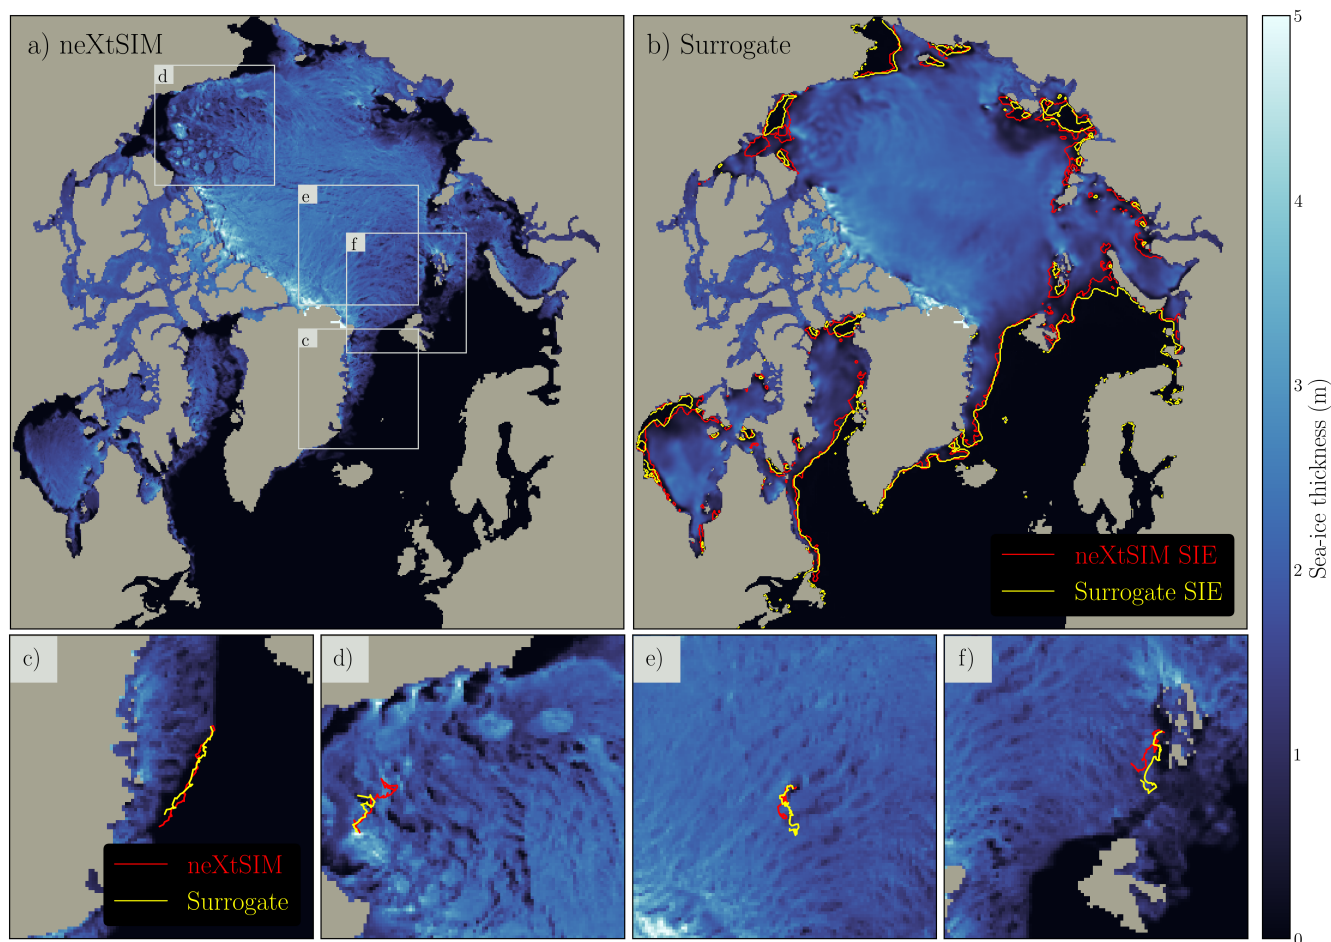 a) neXtSIM
d
e
f
c
b) Surrogate
neXtSIM SIE
Surrogate SIE
5
4
3
2
1
0
Sea-ice thickness (m)
c)
neXtSIM
Surrogate
d)
e)
f)